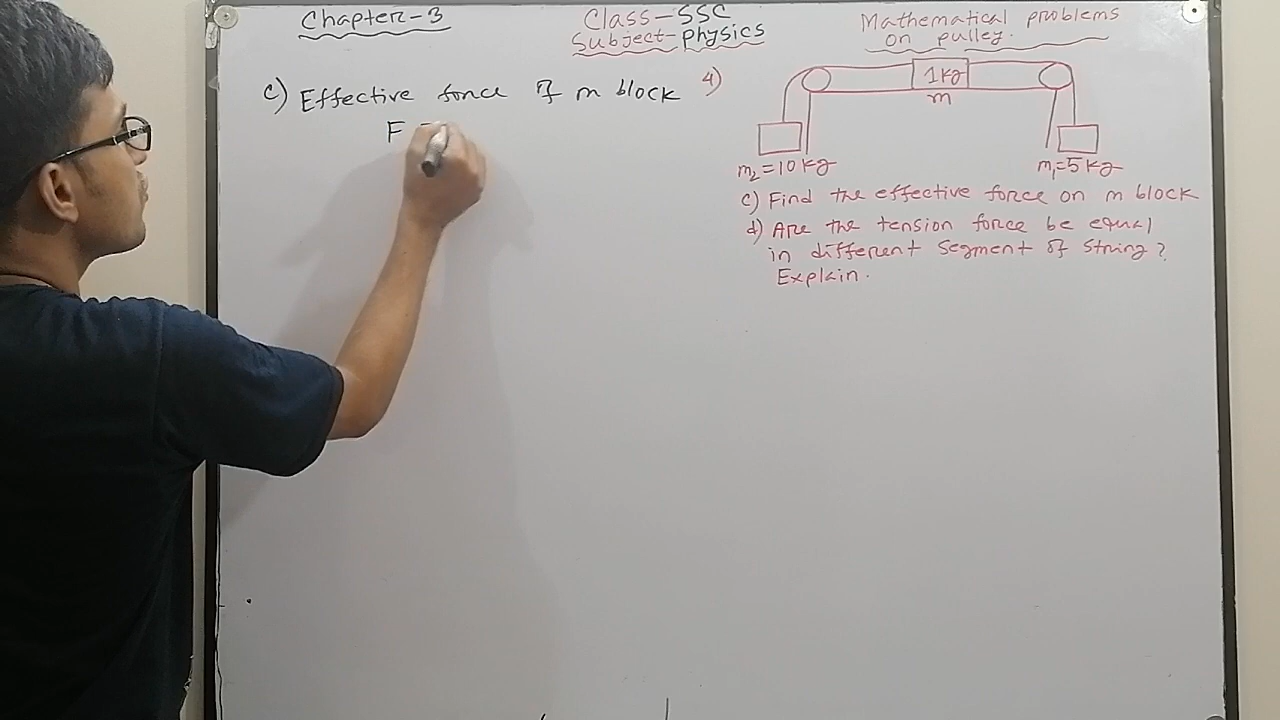 Chapter-3
Class-SSC
Subject-physics
Mathematical problems
on pulley.
c) Effective force of m block
F =
4)
1kg
m
m₂=10kg
m₁=5kg
c) Find the effective force on m block
d) Are the tension force be equal
in different segment of string?
Explain.